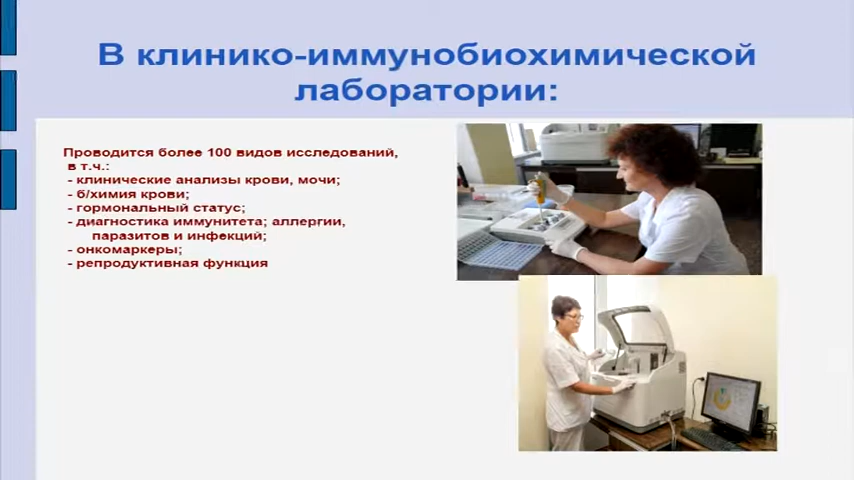 В клинико-иммунобиохимической
лаборатории:
Проводится более 100 видов исследований,
в т.ч.:
- клинические анализы крови, мочи;
- б/химия крови;
- гормональный статус;
- диагностика иммунитета; аллергии,
паразитов и инфекций;
- онкомаркеры;
- репродуктивная функция